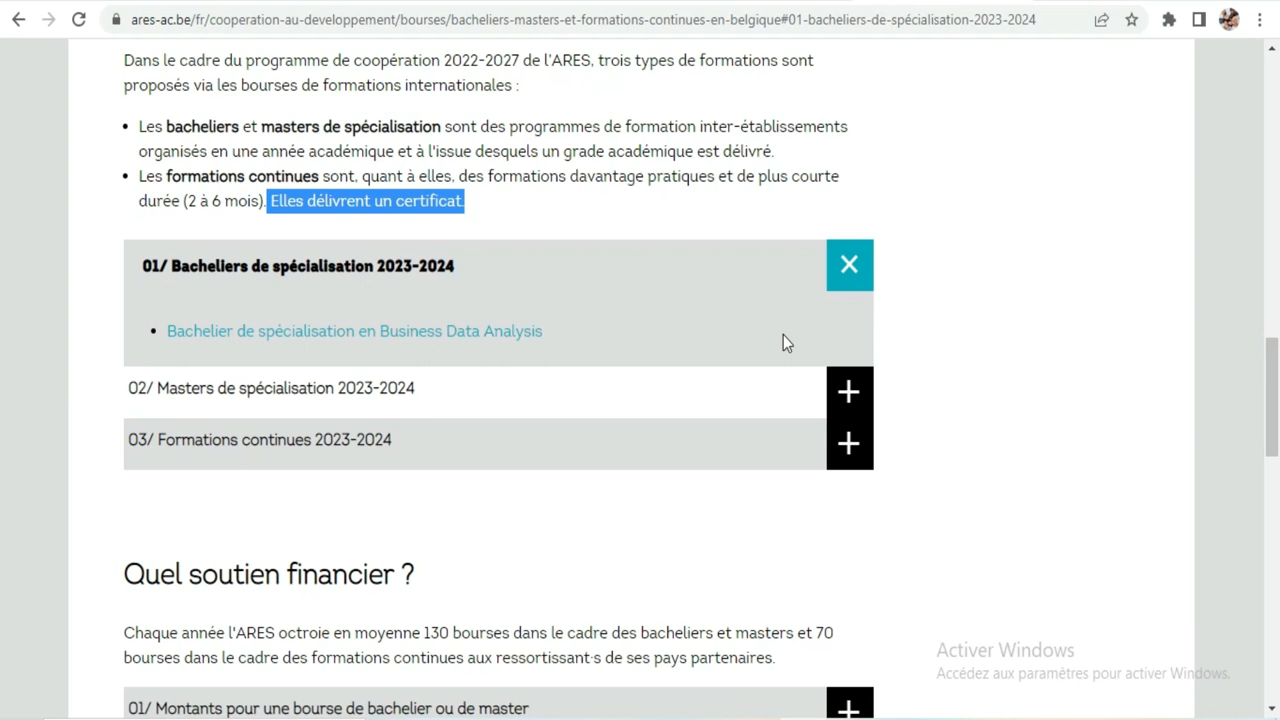 ares-ac.be/fr/cooperation-au-developpement/bourses/bacheliers-masters-et-formations-continues-en-belgique#01-bacheliers-de-spécialisation-2023-2024
Dans le cadre du programme de coopération 2022-2027 de l'ARES, trois types de formations sont
proposés via les bourses de formations internationales :
• Les bacheliers et masters de spécialisation sont des programmes de formation inter-établissements
organisés en une année académique et à l'issue desquels un grade académique est délivré.
• Les formations continues sont, quant à elles, des formations davantage pratiques et de plus courte
durée (2 à 6 mois). Elles délivrent un certificat.
01/ Bacheliers de spécialisation 2023-2024
• Bachelier de spécialisation en Business Data Analysis
02/ Masters de spécialisation 2023-2024
03/ Formations continues 2023-2024
Quel soutien financier ?
Chaque année l'ARES octroie en moyenne 130 bourses dans le cadre des bacheliers et masters et 70
bourses dans le cadre des formations continues aux ressortissant·s de ses pays partenaires.
Activer Windows
Accédez aux paramètres pour activer Windows.
01/ Montants pour une bourse de bachelier ou de master